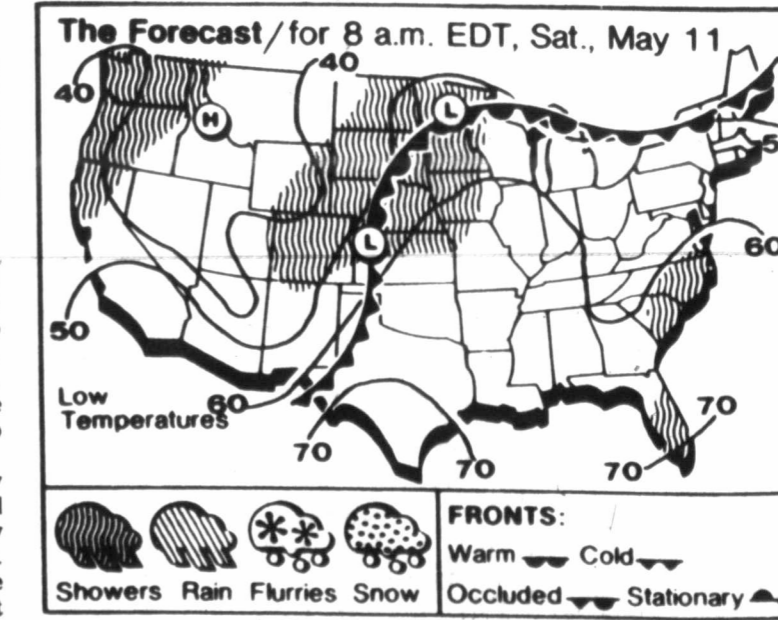 The Forecast/for 8 a.m. EDT, Sat., May 11
40
40
H
L
L
5
60
50
Low
Temperatures
60
70
70
70
70
Showers Rain Flurries Snow
FRONTS:
Warm Cold
Occluded Stationary